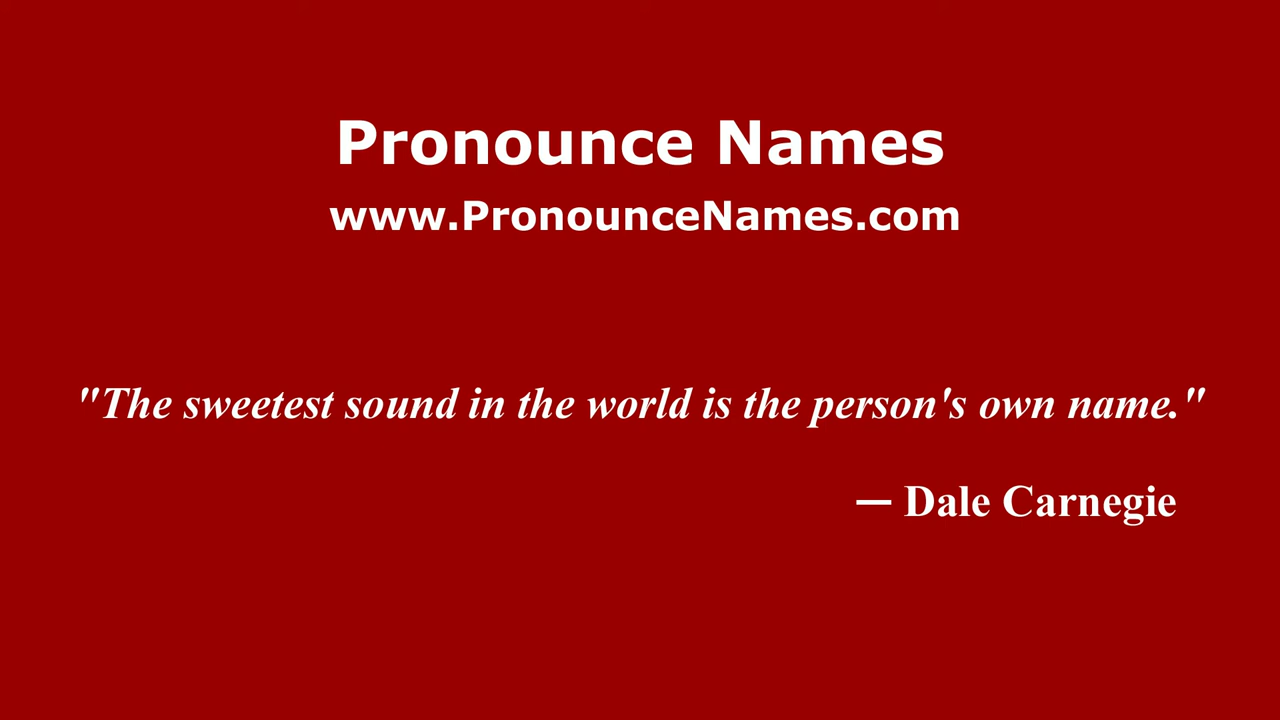 Pronounce Names
www.PronounceNames.com
"The sweetest sound in the world is the person's own name."
— Dale Carnegie